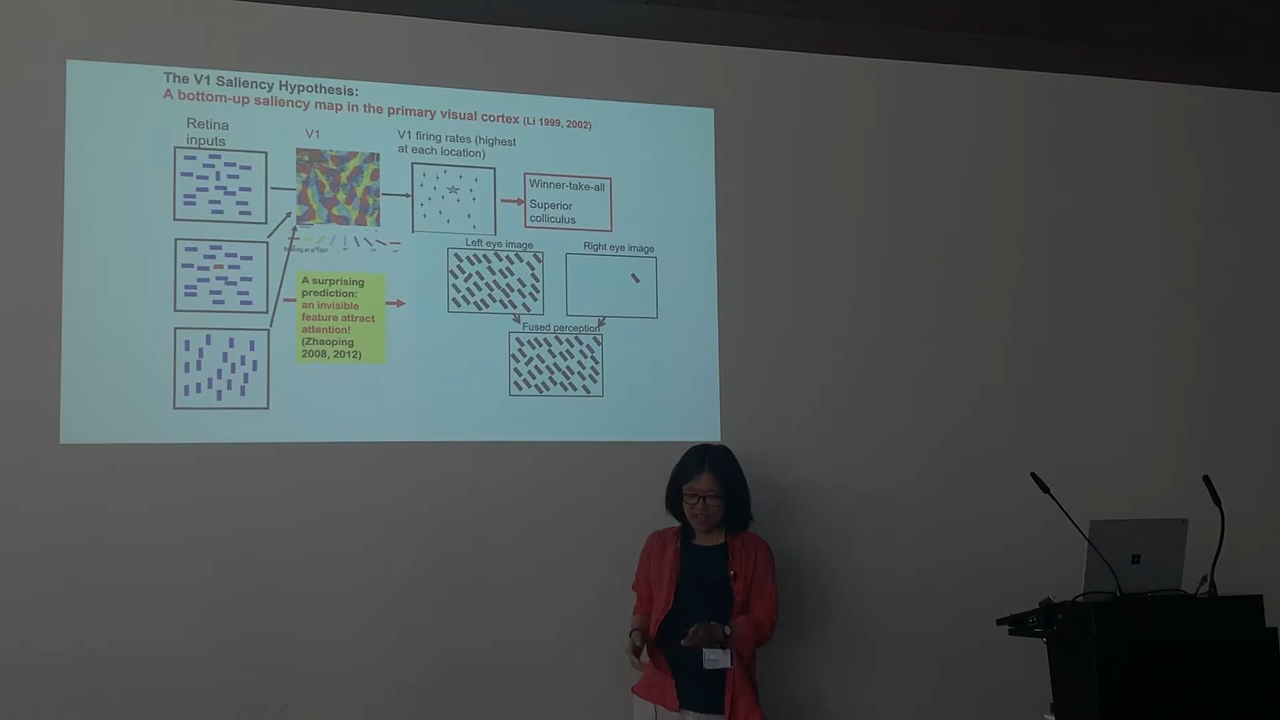 The V1 Saliency Hypothesis:
A bottom-up saliency map in the primary visual cortex (Li 1999, 2002)
Retina
inputs
V1
V1 firing rates (highest
at each location)
Winner-take-all
Superior
colliculus
Left eye image
Right eye image
A surprising
prediction:
an invisible
feature attract
attention!
(Zhaoping
2008, 2012)
Fused perception